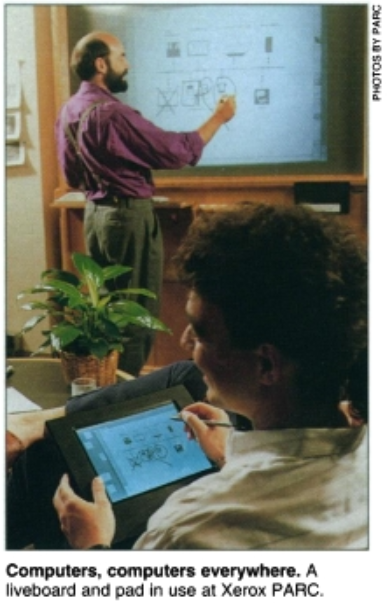 PHOTOS BY PARC
Computers, computers everywhere. A
liveboard and pad in use at Xerox PARC.